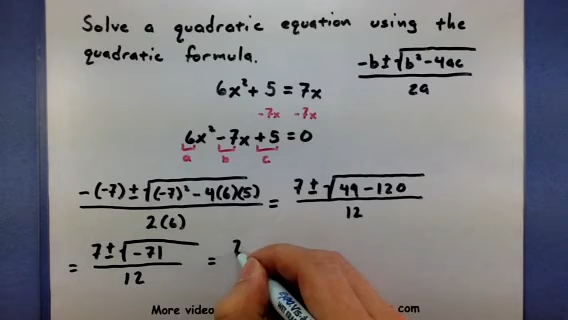 Solve a quadratic equation using the
quadratic formula.
-b±√b²-4ac
2a
6x²+5=7x
-7x -7x
6x²-7x+5=0
a b c
-(-7)±√(-7)²-4(6)(5) = 7±√49-120
2(6) 12
= 7±√-71 =
12
More video
com